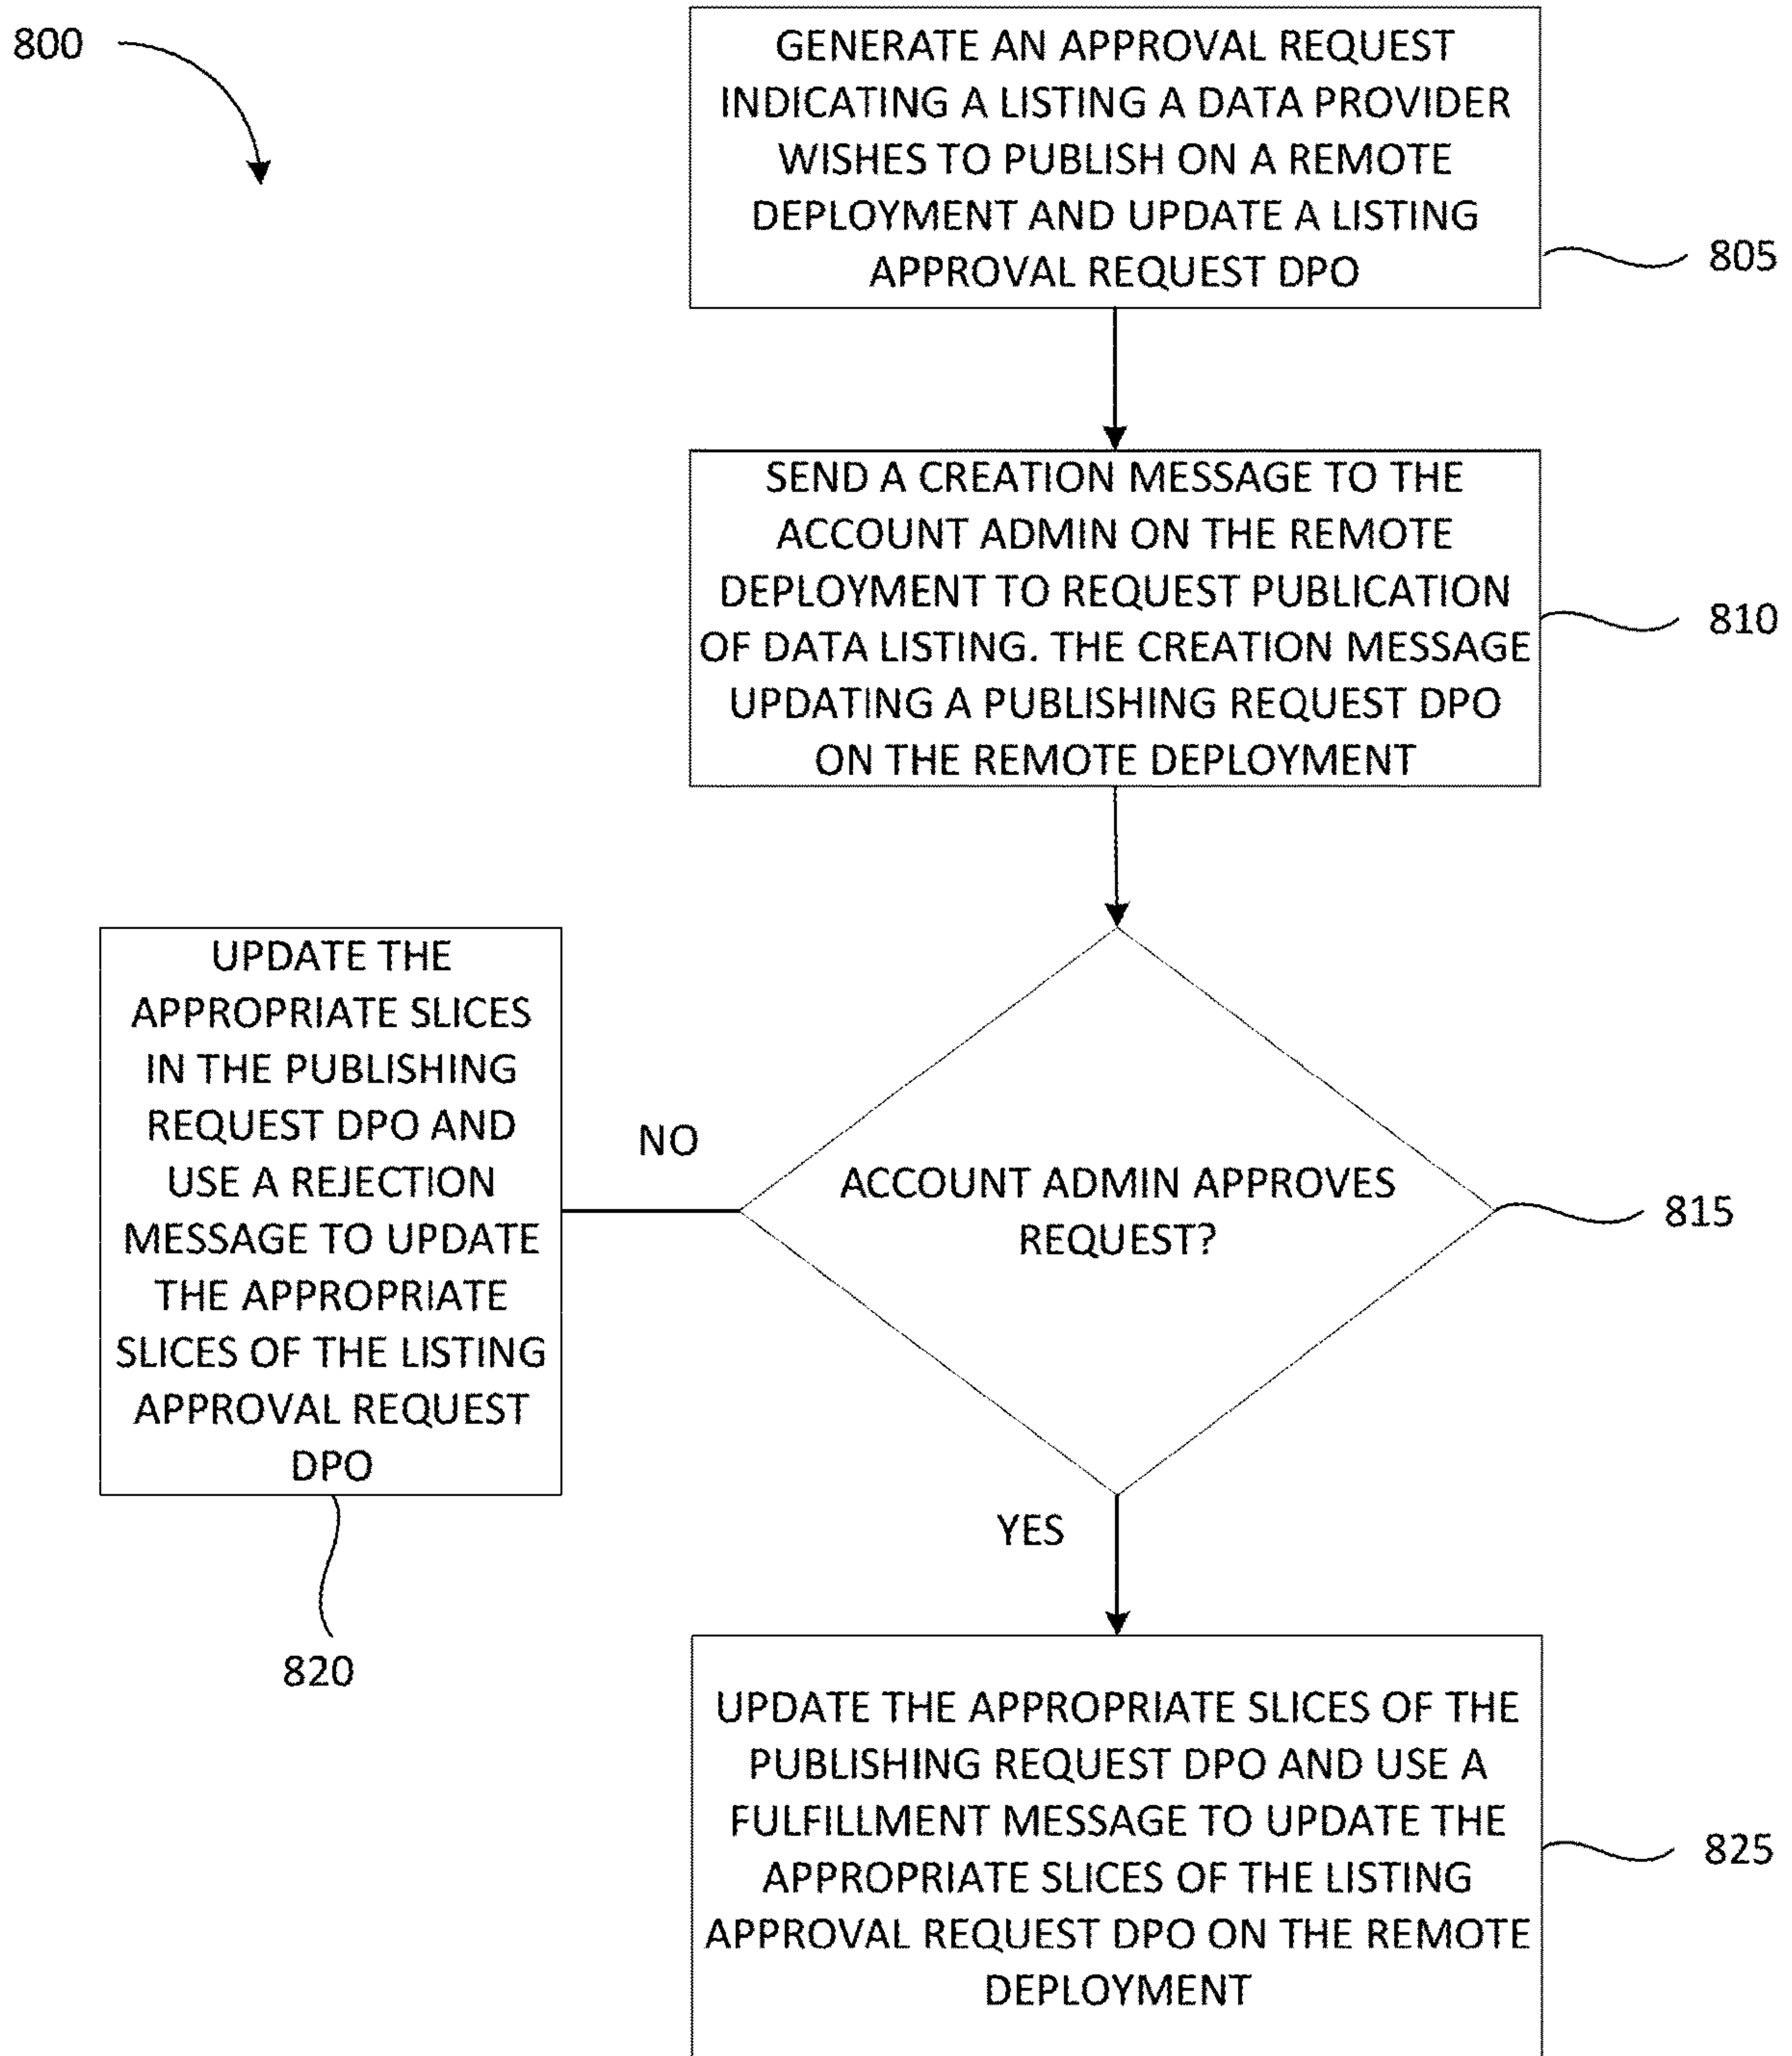 800
GENERATE AN APPROVAL REQUEST
INDICATING A LISTING A DATA PROVIDER
WISHES TO PUBLISH ON A REMOTE
DEPLOYMENT AND UPDATE A LISTING
APPROVAL REQUEST DPO
805
SEND A CREATION MESSAGE TO THE
ACCOUNT ADMIN ON THE REMOTE
DEPLOYMENT TO REQUEST PUBLICATION
OF DATA LISTING. THE CREATION MESSAGE
UPDATING A PUBLISHING REQUEST DPO
ON THE REMOTE DEPLOYMENT
810
ACCOUNT ADMIN APPROVES
REQUEST?
815
NO
UPDATE THE
APPROPRIATE SLICES
IN THE PUBLISHING
REQUEST DPO AND
USE A REJECTION
MESSAGE TO UPDATE
THE APPROPRIATE
SLICES OF THE LISTING
APPROVAL REQUEST
DPO
820
YES
UPDATE THE APPROPRIATE SLICES OF THE
PUBLISHING REQUEST DPO AND USE A
FULFILLMENT MESSAGE TO UPDATE THE
APPROPRIATE SLICES OF THE LISTING
APPROVAL REQUEST DPO ON THE REMOTE
DEPLOYMENT
825